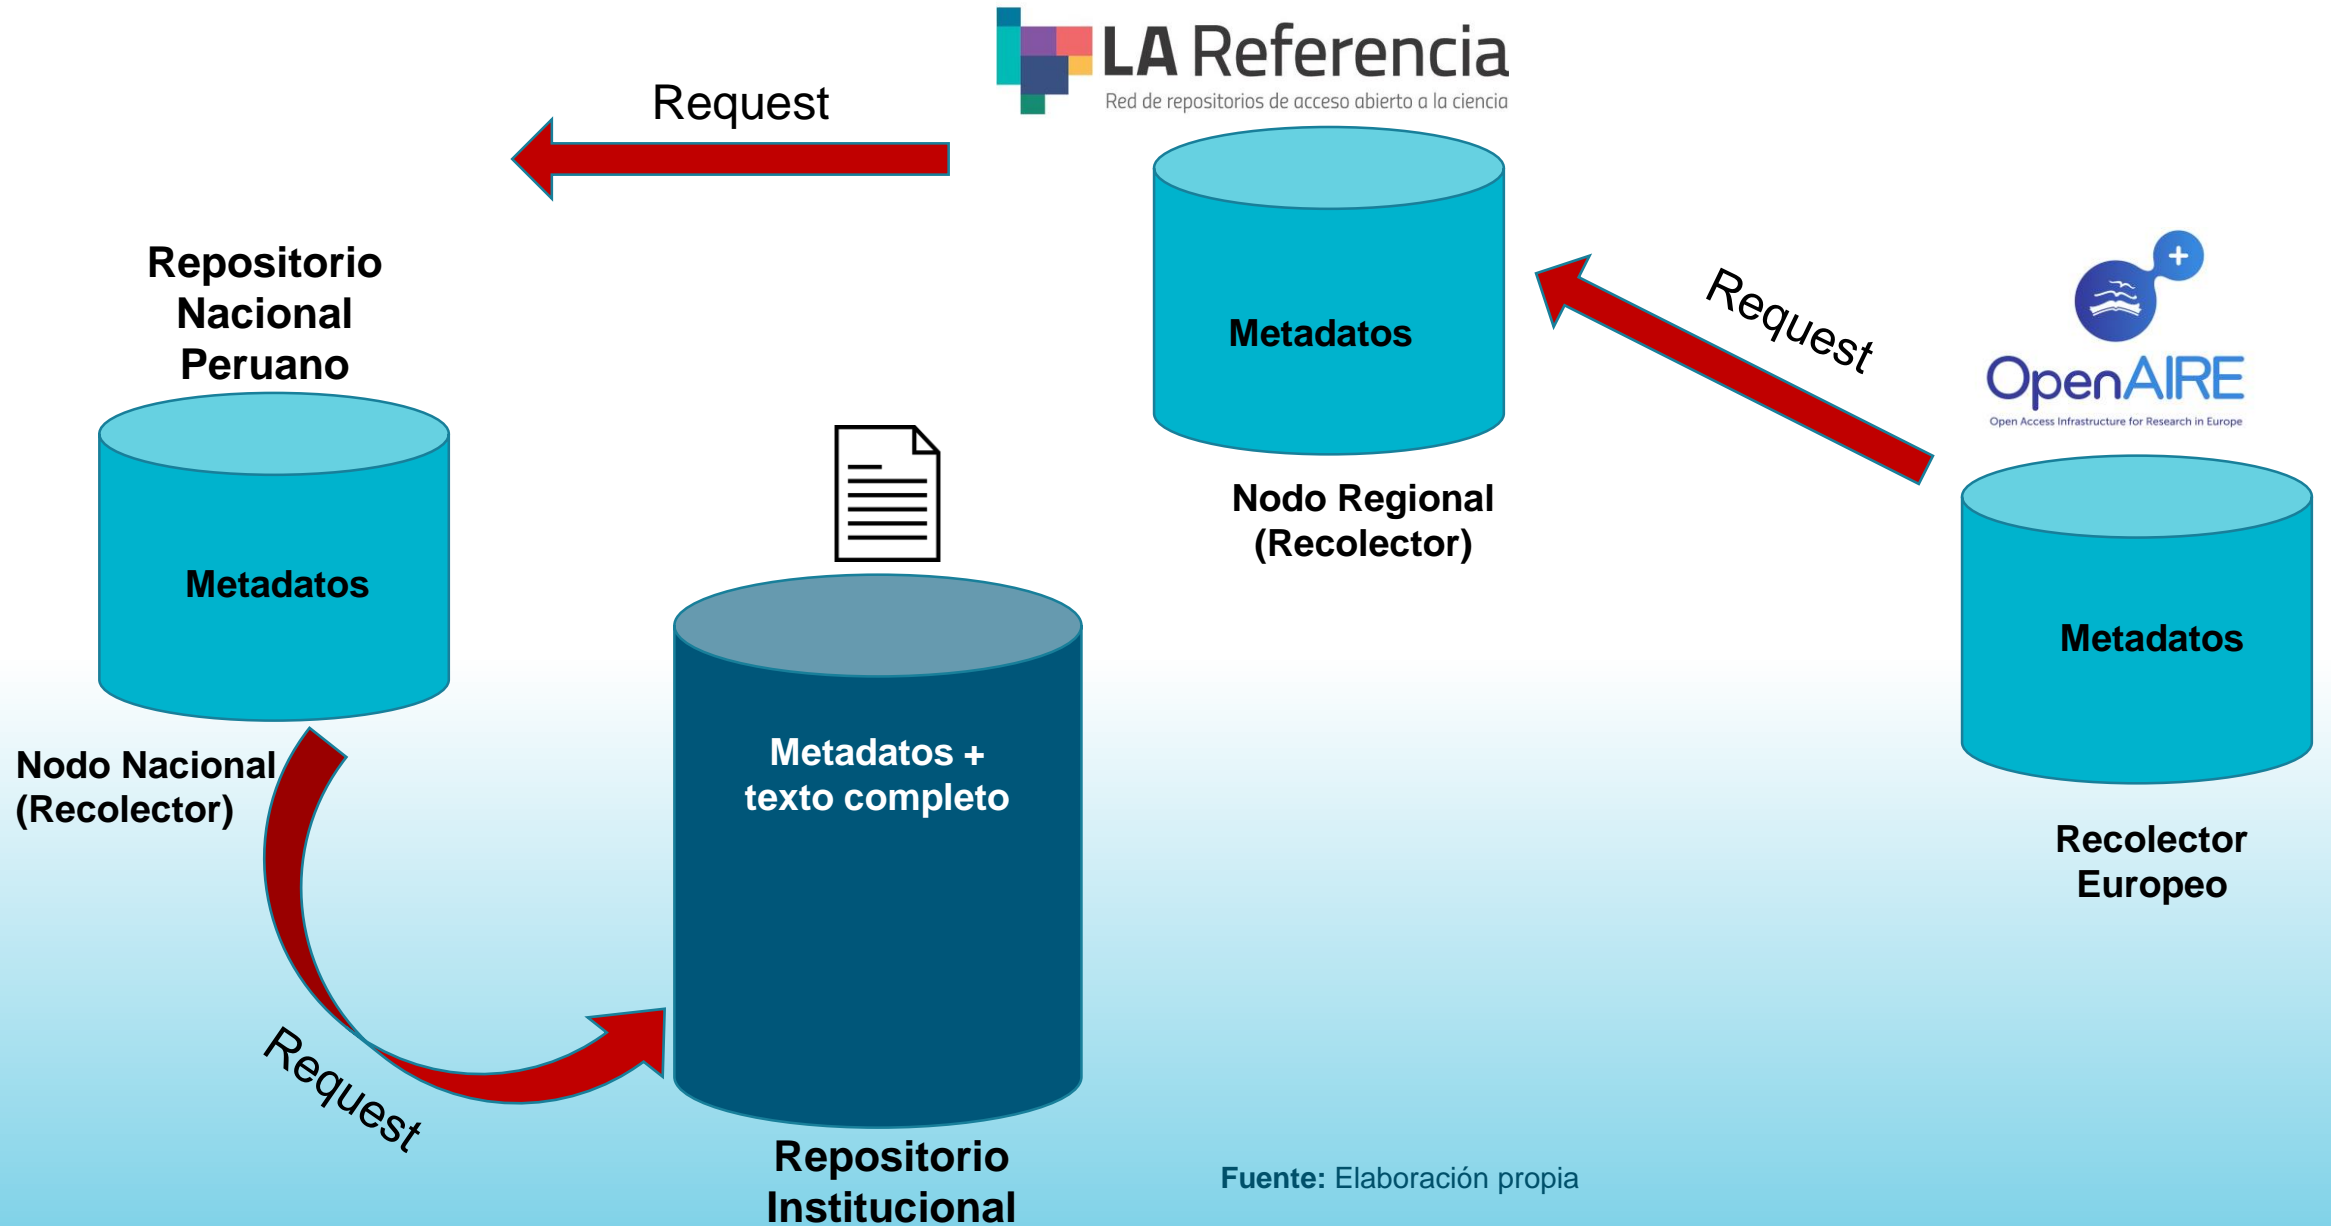 LA Referencia
Red de repositorios de acceso abierto a la ciencia
Request
Repositorio
Nacional
Peruano
Metadatos
Nodo Nacional
(Recolector)
Request
Metadatos +
texto completo
Repositorio
Institucional
Metadatos
Nodo Regional
(Recolector)
Request
OpenAIRE
Open Access Infrastructure for Research in Europe
Metadatos
Recolector
Europeo
Fuente: Elaboración propia